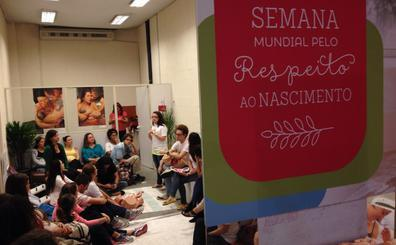 SEMANA
MUNDIAL PELO
Respeito
AO NASCIMENTO